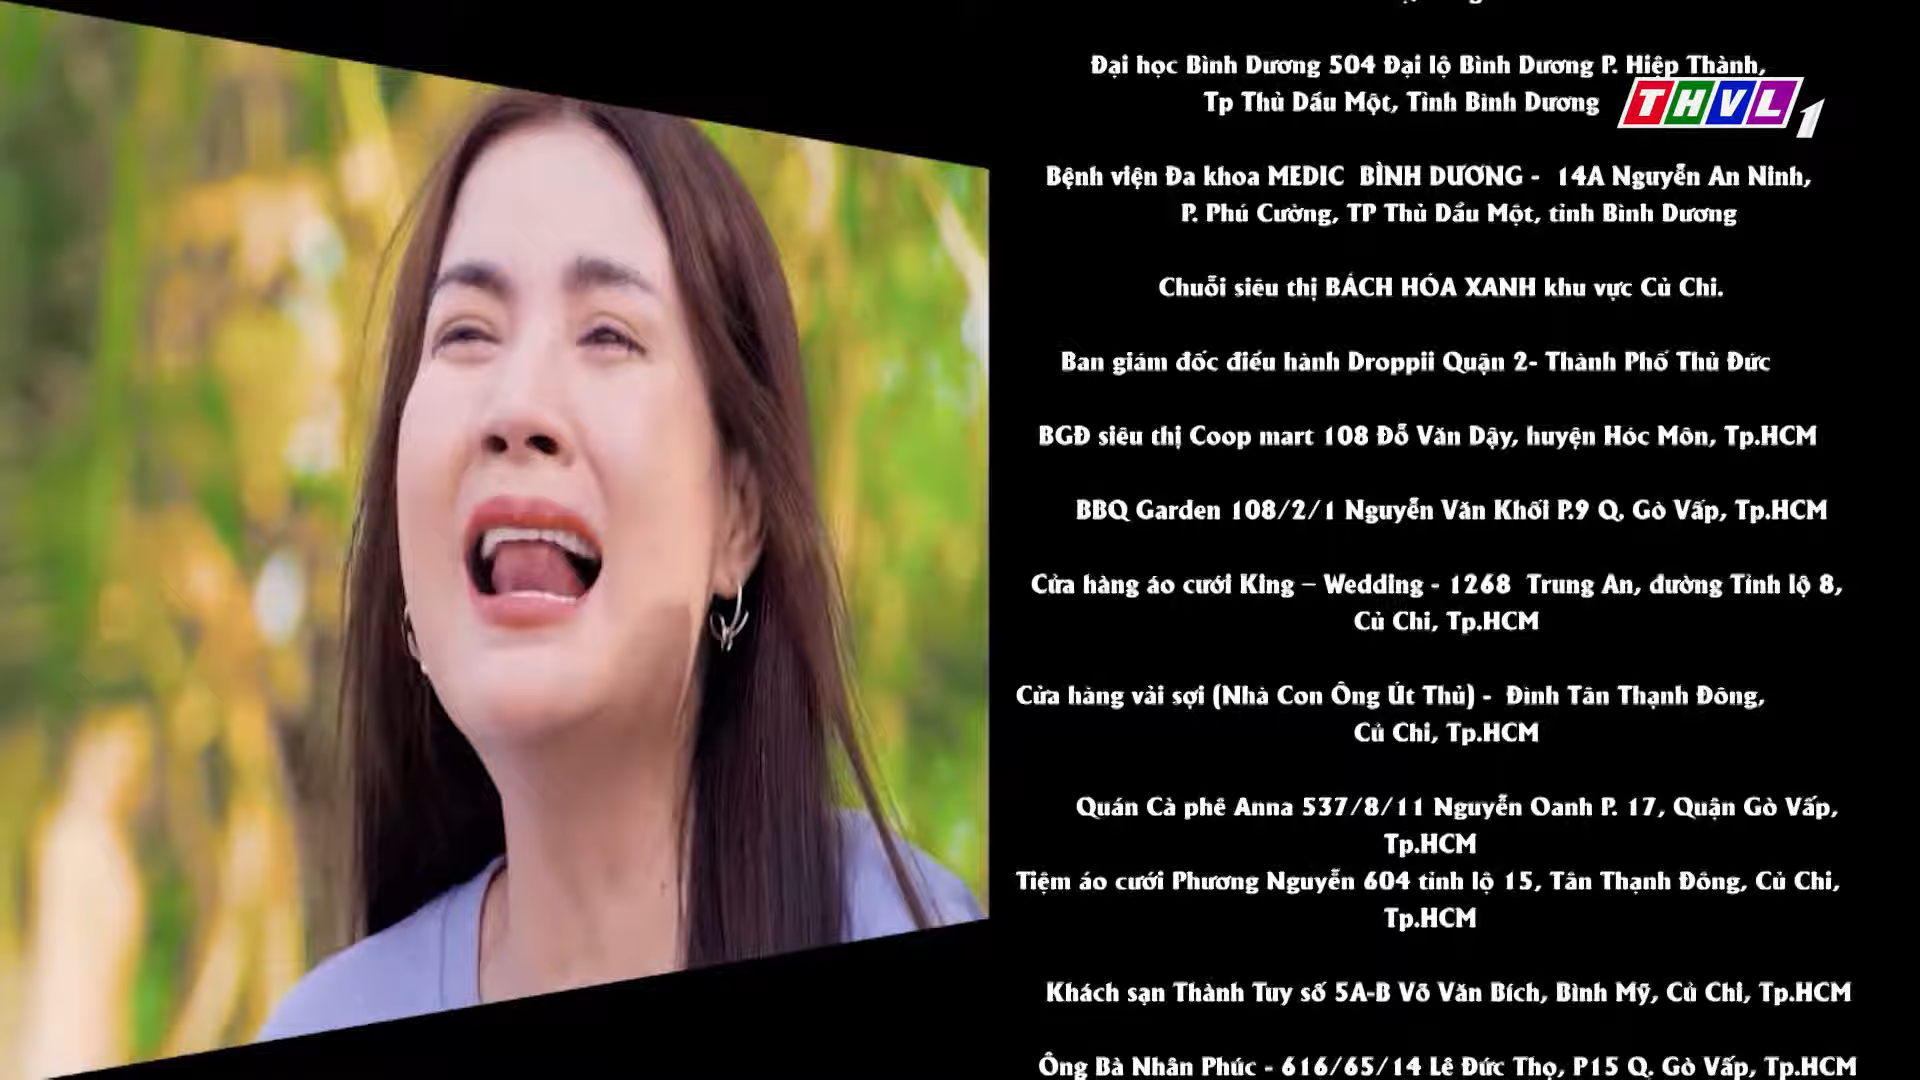 Đại học Bình Dương 504 Đại lộ Bình Dương P. Hiệp Thành,
Tp Thủ Dầu Một, Tỉnh Bình Dương
THVL 1
Bệnh viện Đa khoa MEDIC BÌNH DƯƠNG - 14A Nguyễn An Ninh,
P. Phú Cường, TP Thủ Dầu Một, tỉnh Bình Dương
Chuỗi siêu thị BÁCH HÓA XANH khu vực Củ Chi.
Ban giám đốc điều hành Droppii Quận 2- Thành Phố Thủ Đức
BGĐ siêu thị Coop mart 108 Đỗ Văn Dậy, huyện Hóc Môn, Tp.HCM
BBQ Garden 108/2/1 Nguyễn Văn Khối P.9 Q. Gò Vấp, Tp.HCM
Cửa hàng áo cưới King – Wedding - 1268 Trung An, đường Tỉnh lộ 8,
Củ Chi, Tp.HCM
Cửa hàng vải sợi (Nhà Con Ông Út Thủ) - Đình Tân Thạnh Đông,
Củ Chi, Tp.HCM
Quán Cà phê Anna 537/8/11 Nguyễn Oanh P. 17, Quận Gò Vấp,
Tp.HCM
Tiệm áo cưới Phương Nguyễn 604 tỉnh lộ 15, Tân Thạnh Đông, Củ Chi,
Tp.HCM
Khách sạn Thành Tuy số 5A-B Võ Văn Bích, Bình Mỹ, Củ Chi, Tp.HCM
Ông Bà Nhân Phúc - 616/65/14 Lê Đức Thọ, P15 Q. Gò Vấp, Tp.HCM